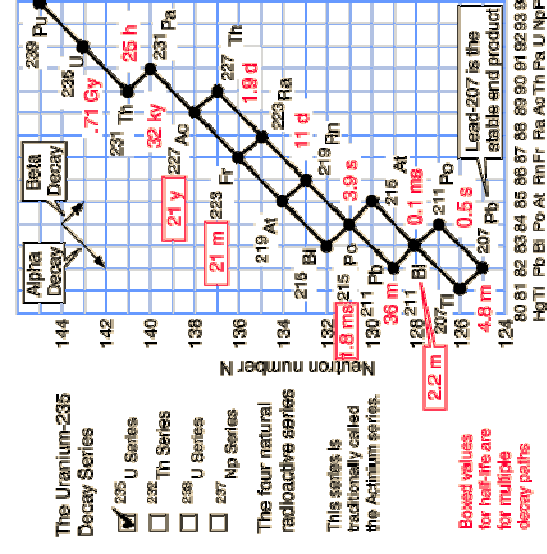 The Uranium-235
Decay Series
235 U Series
232 Th Series
238 U Series
237 Np Series
The four natural
radioactive series
This series is
traditionally called
the Actinium series.
Boxed values
for half-life are
for multiple
decay paths
Neutron number N
144
142
140
138
136
134
132
130
128
126
124
Alpha
Decay
Beta
Decay
239 Pu
235 U
.71 Gy
231 Th
25 h
231 Pa
32 ky
227 Ac
21 y
227 Th
223 Fr
21 m
1.9 d
223 Ra
219 At
11 d
219 Rn
215 Bi
3.9 s
215 Po
1.8 ms
215 At
211 Pb
36 m
0.1 ms
211 Bi
2.2 m
211 Po
0.5 s
207 Tl
4.8 m
207 Pb
Lead-207 is the
stable end product
80 81 82 83 84 85 86 87 88 89 90 91 92 93 9
Hg Tl Pb Bi Po At Rn Fr Ra Ac Th Pa U Np P